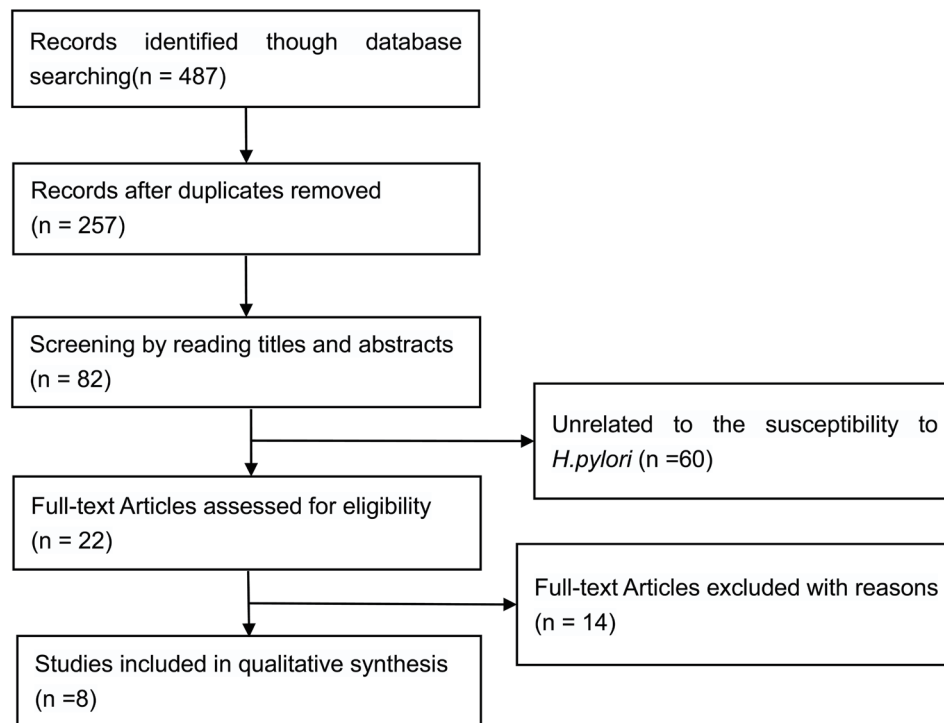 Records identified though database
searching(n = 487)
Records after duplicates removed
(n = 257)
Screening by reading titles and abstracts
(n = 82)
Unrelated to the susceptibility to
H.pylori (n =60)
Full-text Articles assessed for eligibility
(n = 22)
Full-text Articles excluded with reasons
(n = 14)
Studies included in qualitative synthesis
(n =8)